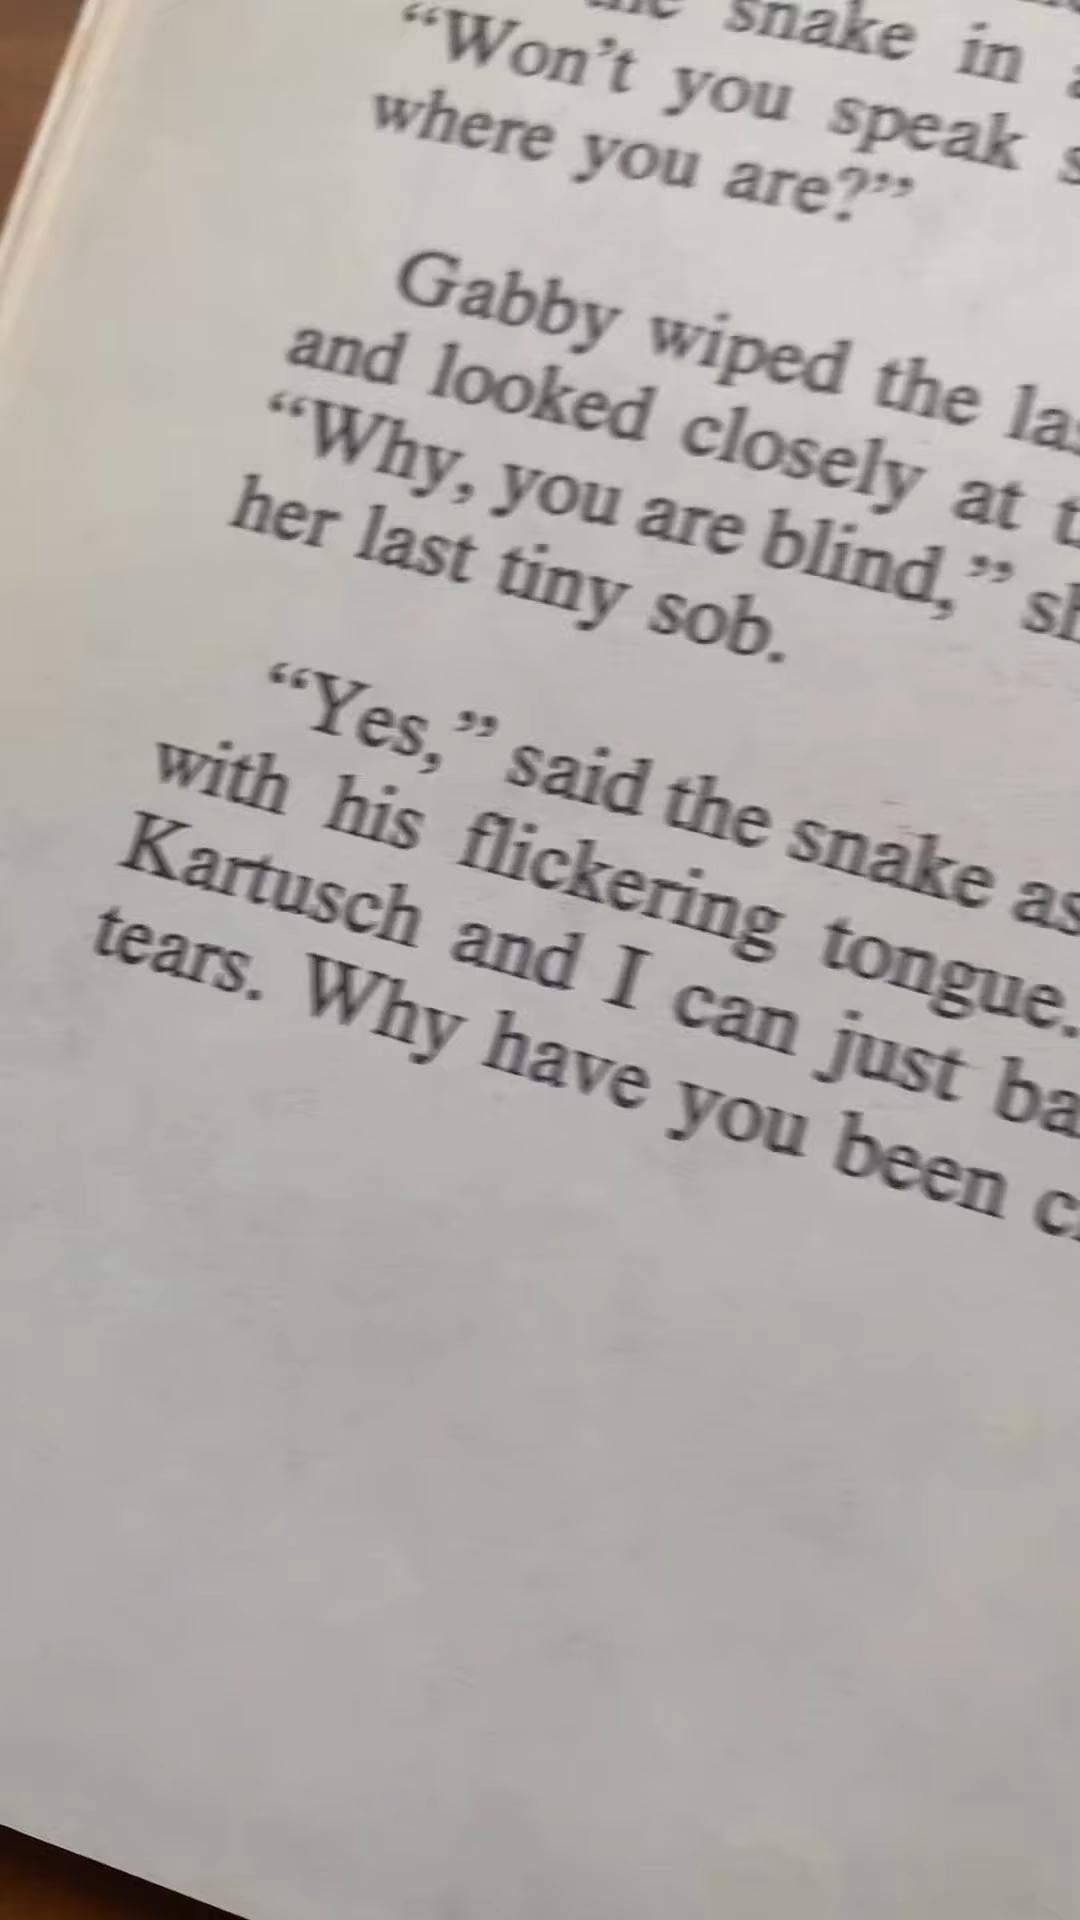 snake in
“Won’t you speak
where you are?”
Gabby wiped the
and looked closely at
“Why, you are blind,”
her last tiny sob.
“Yes,” said the snake as
with his flickering tongue.
Kartusch and I can just
tears. Why have you been